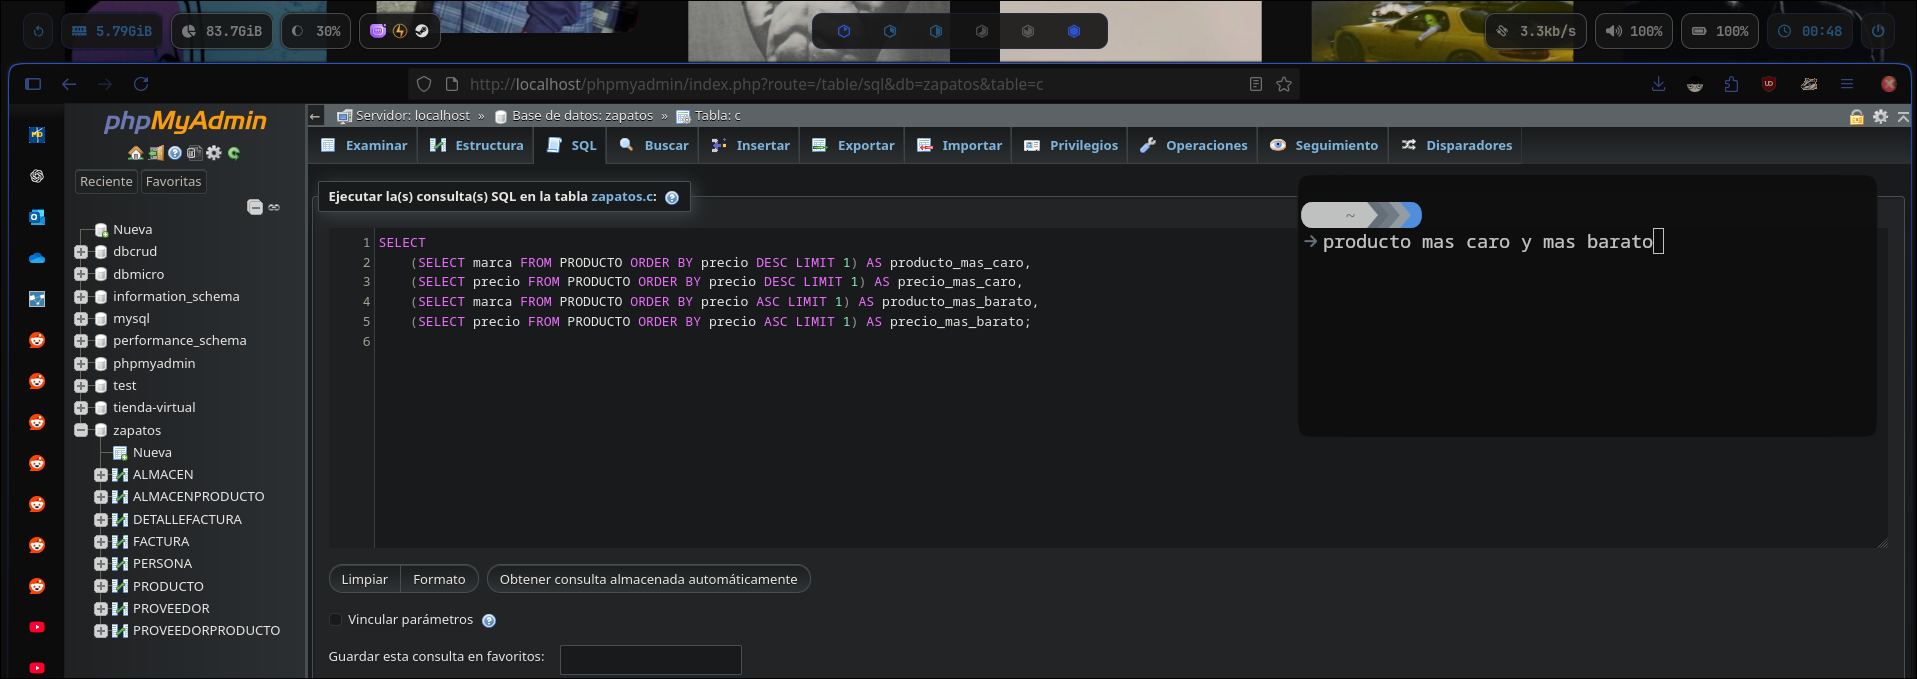 5.79GiB 83.7GiB 30% 3.3kb/s 100% 100% 00:48
http://localhost/phpmyadmin/index.php?route=/table/sql&db=zapatos&table=c
phpMyAdmin
Reciente Favoritas
Nueva
dbcrud
dbmicro
information_schema
mysql
performance_schema
phpmyadmin
test
tienda-virtual
zapatos
Nueva
ALMACEN
ALMACENPRODUCTO
DETALLEFACTURA
FACTURA
PERSONA
PRODUCTO
PROVEEDOR
PROVEEDORPRODUCTO
Servidor: localhost » Base de datos: zapatos » Tabla: c
Examinar Estructura SQL Buscar Insertar Exportar Importar Privilegios Operaciones Seguimiento Disparadores
Ejecutar la(s) consulta(s) SQL en la tabla zapatos.c:
1 SELECT
2 (SELECT marca FROM PRODUCTO ORDER BY precio DESC LIMIT 1) AS producto_mas_caro,
3 (SELECT precio FROM PRODUCTO ORDER BY precio DESC LIMIT 1) AS precio_mas_caro,
4 (SELECT marca FROM PRODUCTO ORDER BY precio ASC LIMIT 1) AS producto_mas_barato,
5 (SELECT precio FROM PRODUCTO ORDER BY precio ASC LIMIT 1) AS precio_mas_barato;
6
~
→ producto mas caro y mas barato
Limpiar Formato Obtener consulta almacenada automáticamente
Vincular parámetros
Guardar esta consulta en favoritos: